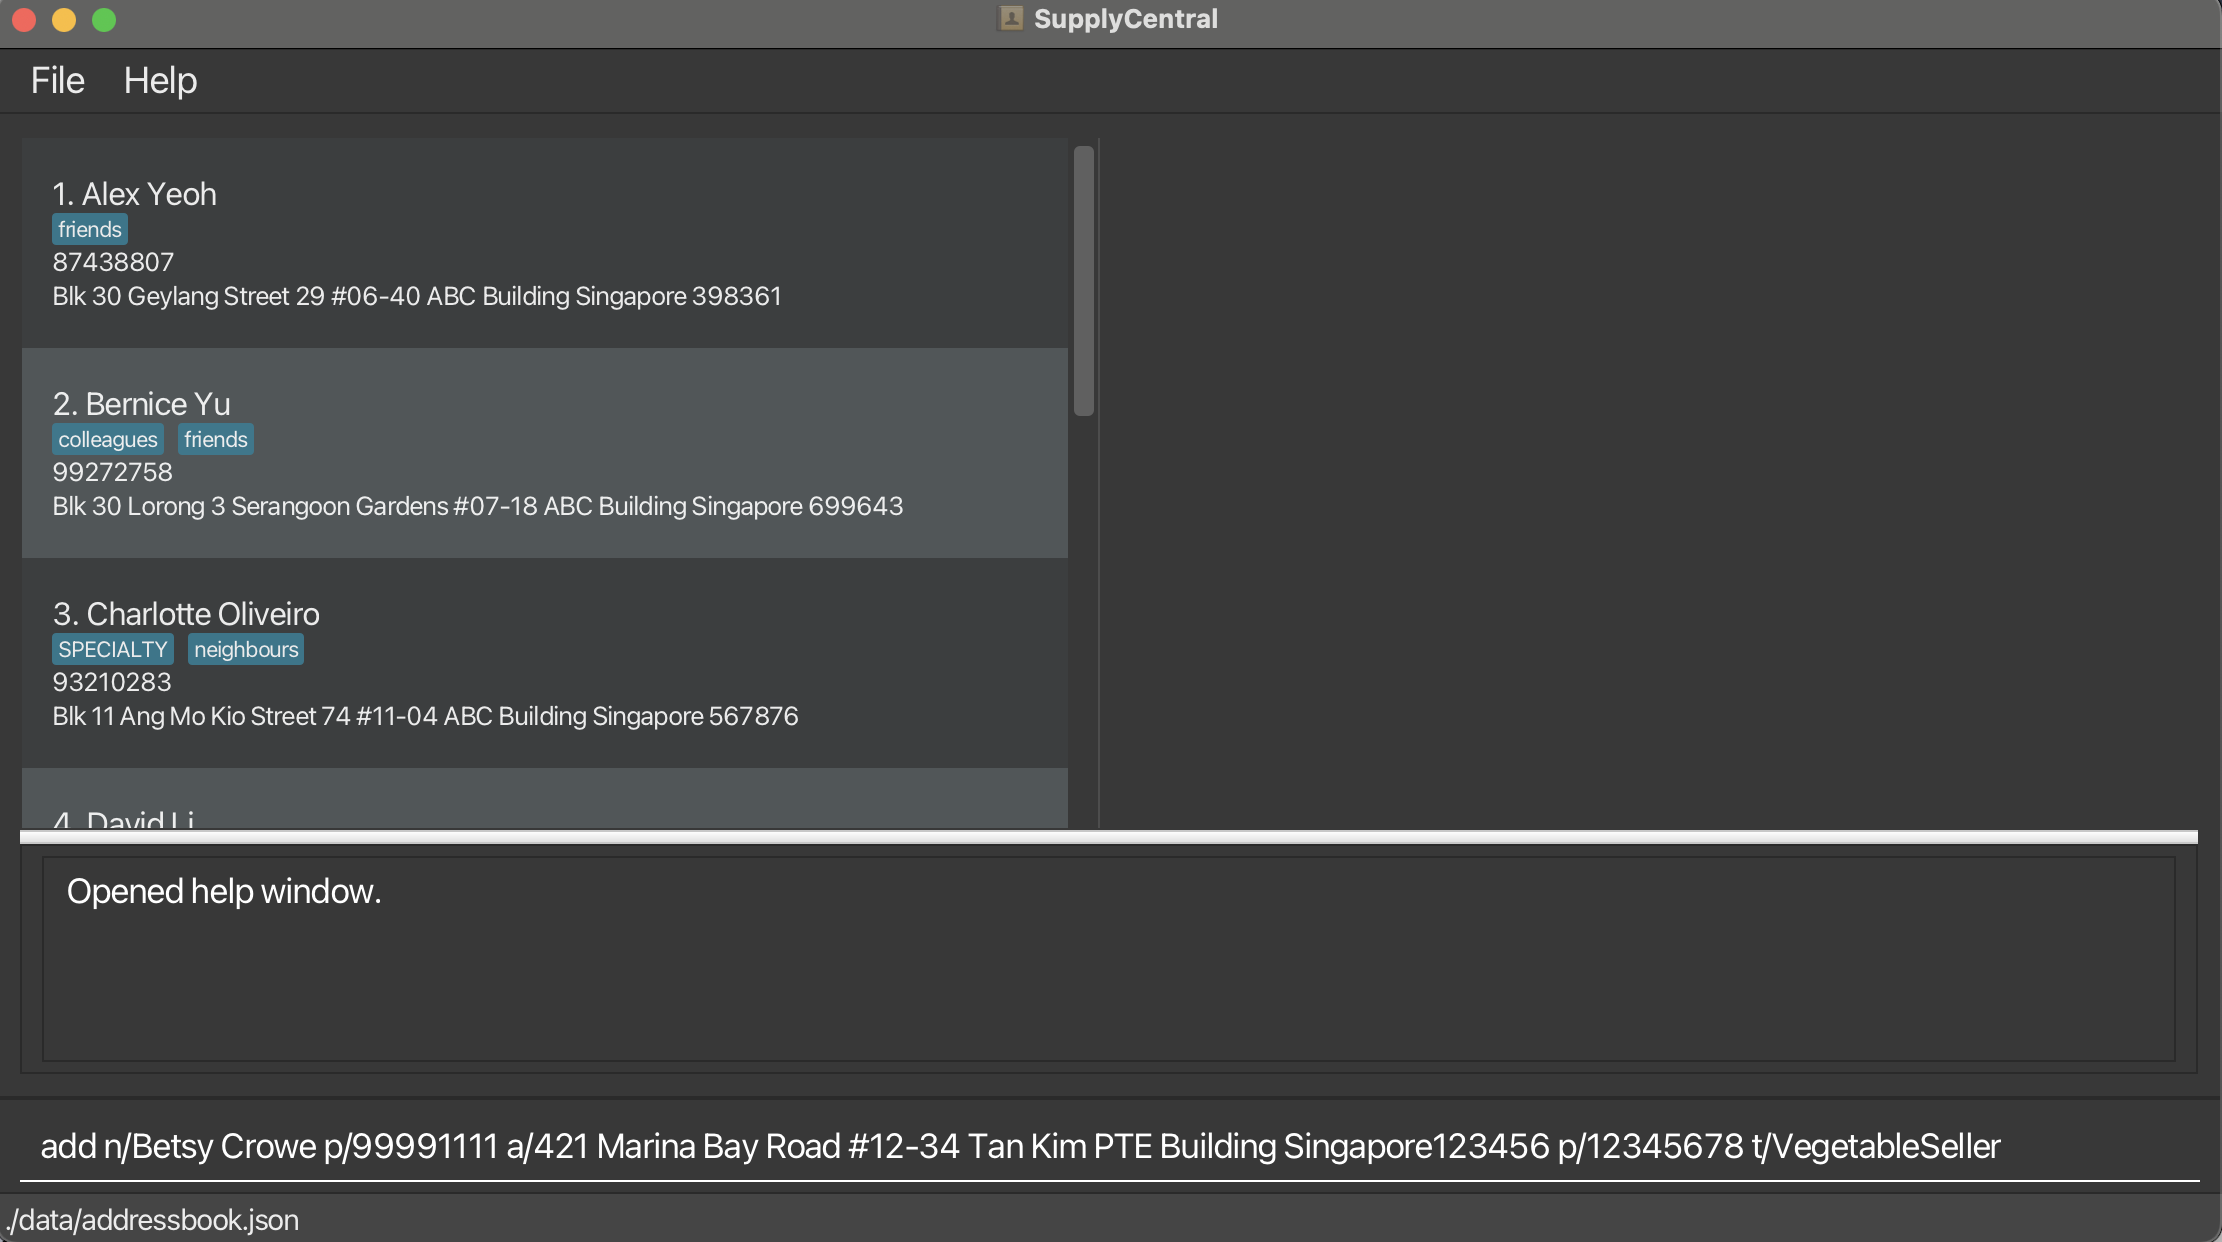 SupplyCentral
File Help
1. Alex Yeoh
friends
87438807
Blk 30 Geylang Street 29 #06-40 ABC Building Singapore 398361
2. Bernice Yu
colleagues friends
99272758
Blk 30 Lorong 3 Serangoon Gardens #07-18 ABC Building Singapore 699643
3. Charlotte Oliveiro
SPECIALTY neighbours
93210283
Blk 11 Ang Mo Kio Street 74 #11-04 ABC Building Singapore 567876
4. David Li
Opened help window.
add n/Betsy Crowe p/99991111 a/421 Marina Bay Road #12-34 Tan Kim PTE Building Singapore123456 p/12345678 t/VegetableSeller
./data/addressbook.json